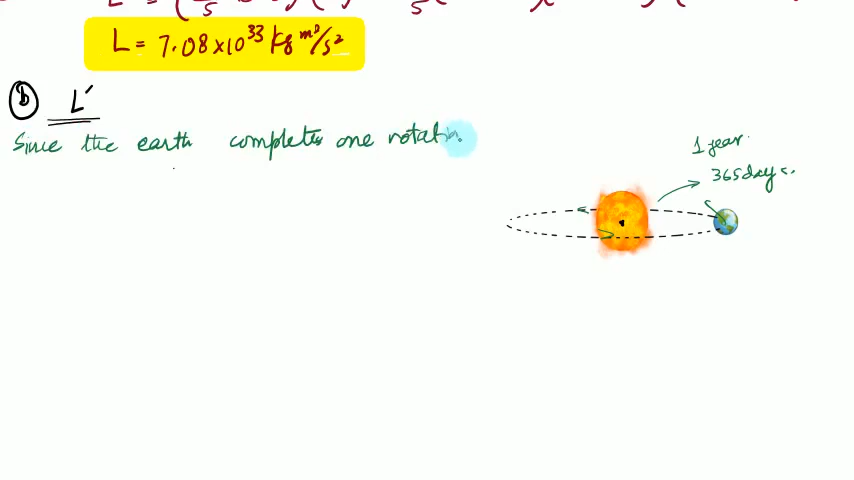 L = 7.08×10³³ kg m²/s²
(b) L′
Since the earth completes one rotation.
1 year.
365 days.